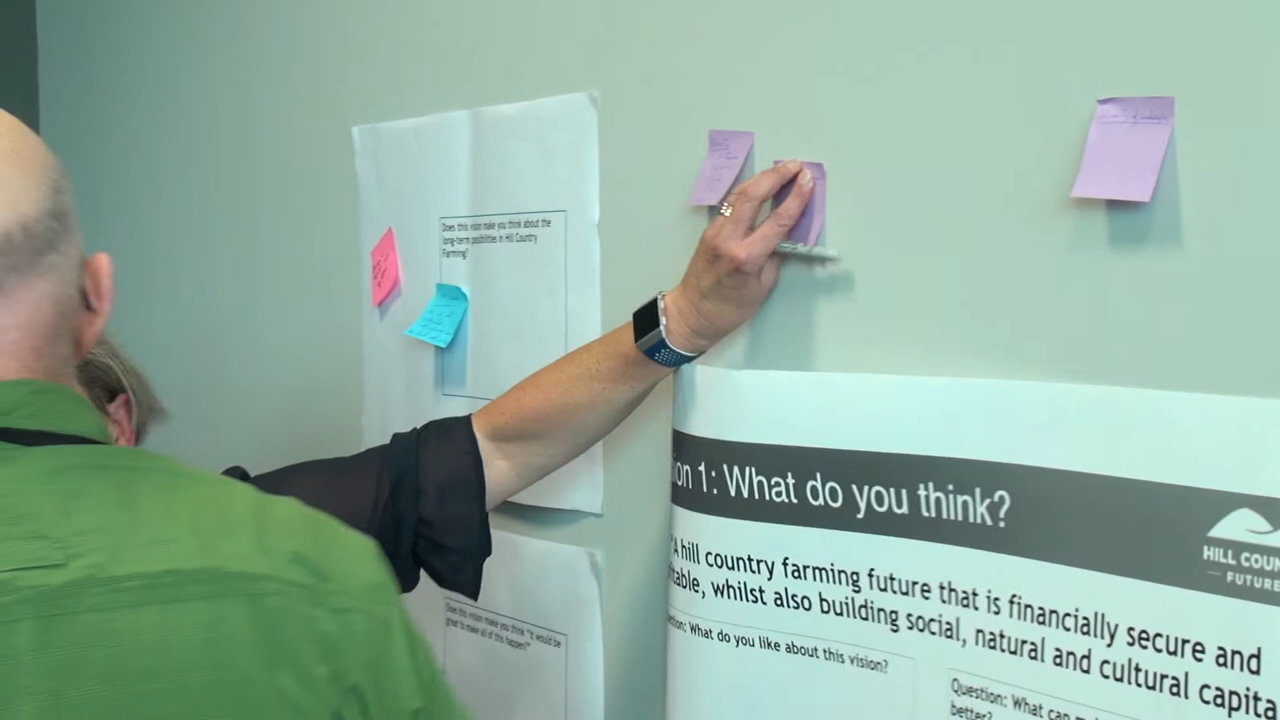 Does this vision make you think about the
long-term possibilities in Hill Country
Farming?
ion 1: What do you think?
HILL COUN
FUTURE
"A hill country farming future that is financially secure and
table, whilst also building social, natural and cultural capita
tion: What do you like about this vision?
Question: What can
better?
Does this vision make you think "it would be
great to make all of this happen?"